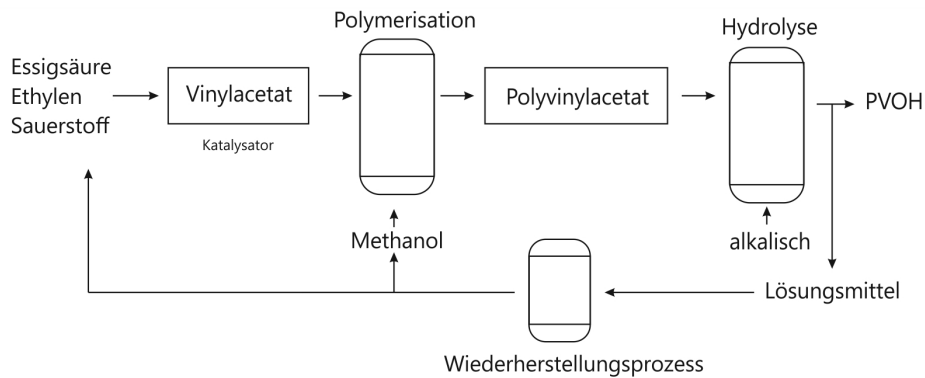 Polymerisation
Hydrolyse
Essigsäure
Ethylen
Sauerstoff
Vinylacetat
Katalysator
Polyvinylacetat
PVOH
Methanol
alkalisch
Lösungsmittel
Wiederherstellungsprozess